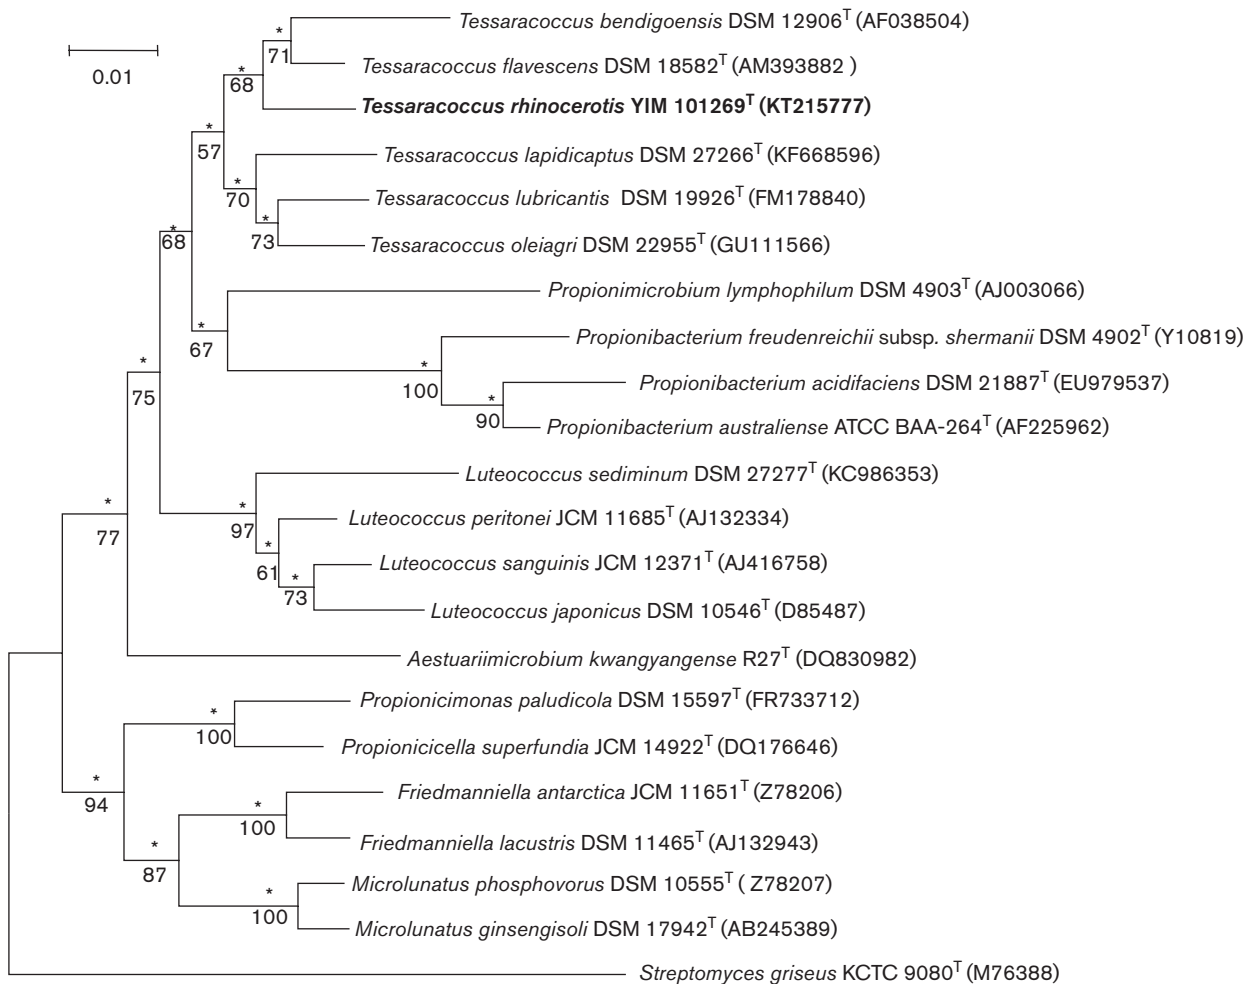 Tessaracoccus bendigoensis DSM 12906T (AF038504)
*
71
0.01
Tessaracoccus flavescens DSM 18582T (AM393882 )
*
68
Tessaracoccus rhinocerotis YIM 101269T (KT215777)
*
57
Tessaracoccus lapidicaptus DSM 27266T (KF668596)
*
70
Tessaracoccus lubricantis DSM 19926T (FM178840)
*
73
*
68
Tessaracoccus oleiagri DSM 22955T (GU111566)
Propionimicrobium lymphophilum DSM 4903T (AJ003066)
*
67
Propionibacterium freudenreichii subsp. shermanii DSM 4902T (Y10819)
*
75
*
100
Propionibacterium acidifaciens DSM 21887T (EU979537)
*
90
Propionibacterium australiense ATCC BAA-264T (AF225962)
Luteococcus sediminum DSM 27277T (KC986353)
*
77
*
97
Luteococcus peritonei JCM 11685T (AJ132334)
*
61
Luteococcus sanguinis JCM 12371T (AJ416758)
*
73
Luteococcus japonicus DSM 10546T (D85487)
Aestuariimicrobium kwangyangense R27T (DQ830982)
Propionicimonas paludicola DSM 15597T (FR733712)
*
100
Propionicicella superfundia JCM 14922T (DQ176646)
*
94
Friedmanniella antarctica JCM 11651T (Z78206)
*
100
Friedmanniella lacustris DSM 11465T (AJ132943)
*
87
Microlunatus phosphovorus DSM 10555T ( Z78207)
*
100
Microlunatus ginsengisoli DSM 17942T (AB245389)
Streptomyces griseus KCTC 9080T (M76388)